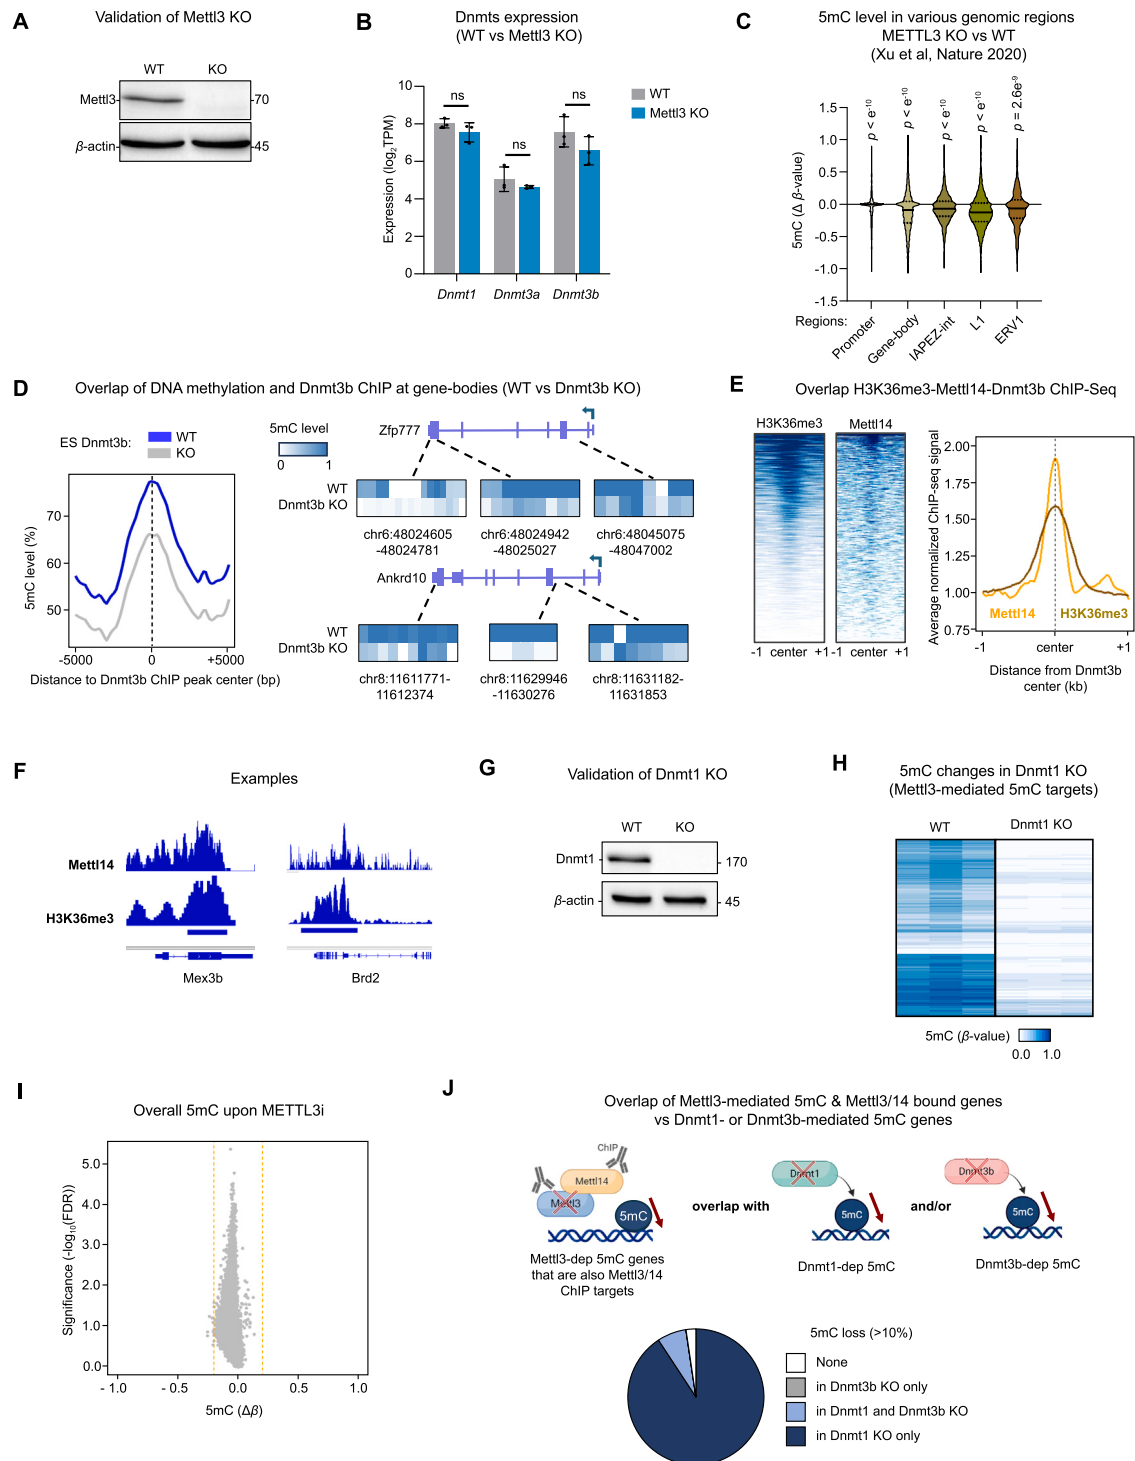 A
Validation of Mettl3 KO
WT KO
Mettl3 70
β-actin 45
B
Dnmts expression
(WT vs Mettl3 KO)
Expression (log2TPM)
10
8
6
4
2
0
ns ns ns
WT
Mettl3 KO
Dnmt1 Dnmt3a Dnmt3b
C
5mC level in various genomic regions
METTL3 KO vs WT
(Xu et al, Nature 2020)
p < e-10
p < e-10
p < e-10
p < e-10
p = 2.6e-9
5mC (Δ β-value)
1.5
1.0
0.5
0.0
-0.5
-1.0
-1.5
Regions: Promoter Gene-body IAPEZ-int L1 ERV1
D
Overlap of DNA methylation and Dnmt3b ChIP at gene-bodies (WT vs Dnmt3b KO)
ES Dnmt3b: WT
KO
5mC level (%)
70
60
50
-5000 0 +5000
Distance to Dnmt3b ChIP peak center (bp)
5mC level
0 1
Zfp777
WT
Dnmt3b KO
chr6:48024605
-48024781
chr6:48024942
-48025027
chr6:48045075
-48047002
Ankrd10
WT
Dnmt3b KO
chr8:11611771-
11612374
chr8:11629946
-11630276
chr8:11631182-
11631853
E
Overlap H3K36me3-Mettl14-Dnmt3b ChIP-Seq
H3K36me3 Mettl14
-1 center +1 -1 center +1
Average normalized ChIP-seq signal
2.00
1.75
1.50
1.25
1.00
0.75
Mettl14 H3K36me3
-1 center +1
Distance from Dnmt3b
center (kb)
F
Examples
Mettl14
H3K36me3
Mex3b Brd2
G
Validation of Dnmt1 KO
WT KO
Dnmt1 170
β-actin 45
H
5mC changes in Dnmt1 KO
(Mettl3-mediated 5mC targets)
WT Dnmt1 KO
5mC (β-value)
0.0 1.0
I
Overall 5mC upon METTL3i
Significance (-log10(FDR))
5.0
4.0
3.0
2.0
1.0
0.0
- 1.0 - 0.5 0.0 0.5 1.0
5mC (Δβ)
J
Overlap of Mettl3-mediated 5mC & Mettl3/14 bound genes
vs Dnmt1- or Dnmt3b-mediated 5mC genes
ChIP
Mettl14
Mettl3
5mC
overlap with
Dnmt1
5mC
and/or
Dnmt3b
5mC
Mettl3-dep 5mC genes
that are also Mettl3/14
ChIP targets
Dnmt1-dep 5mC
Dnmt3b-dep 5mC
5mC loss (>10%)
None
in Dnmt3b KO only
in Dnmt1 and Dnmt3b KO
in Dnmt1 KO only